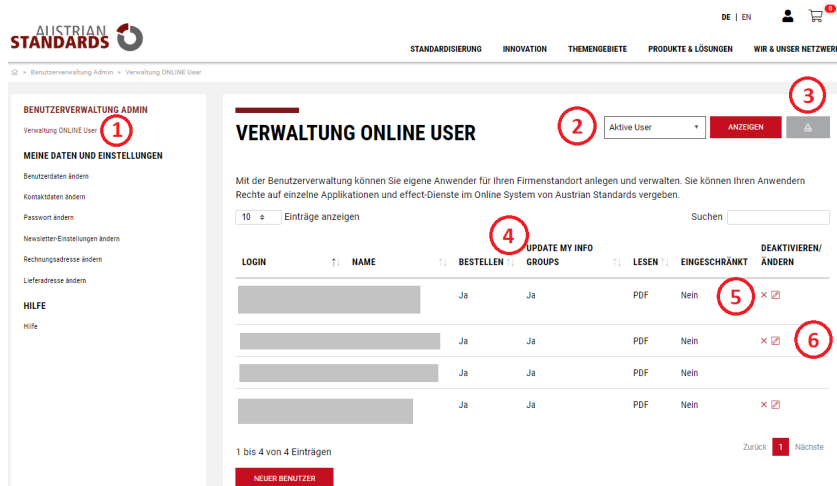 DE | EN
0
AUSTRIAN
STANDARDS
STANDARDISIERUNG INNOVATION THEMENGEBIETE PRODUKTE & LÖSUNGEN WIR & UNSER NETZWERK
> Benutzerverwaltung Admin > Verwaltung ONLINE User
BENUTZERVERWALTUNG ADMIN
Verwaltung ONLINE User
1
MEINE DATEN UND EINSTELLUNGEN
Benutzerdaten ändern
Kontaktdaten ändern
Passwort ändern
Newsletter-Einstellungen ändern
Rechnungsadresse ändern
Lieferadresse ändern
HILFE
Hilfe
VERWALTUNG ONLINE USER
2
Aktive User
ANZEIGEN
3
Mit der Benutzerverwaltung können Sie eigene Anwender für Ihren Firmenstandort anlegen und verwalten. Sie können Ihren Anwendern
Rechte auf einzelne Applikationen und effect-Dienste im Online System von Austrian Standards vergeben.
10 Einträge anzeigen
Suchen
4
LOGIN NAME BESTELLEN UPDATE MY INFO GROUPS LESEN EINGESCHRÄNKT DEAKTIVIEREN/ ÄNDERN
Ja Ja PDF Nein 5
Ja Ja PDF Nein 6
Ja Ja PDF Nein
Ja Ja PDF Nein
1 bis 4 von 4 Einträgen
Zurück 1 Nächste
NEUER BENUTZER